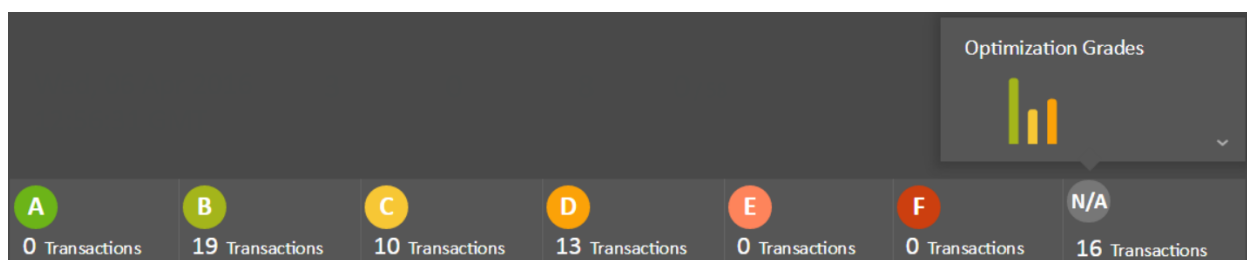 Optimization Grades
A
B
C
D
E
F
N/A
0 Transactions
19 Transactions
10 Transactions
13 Transactions
0 Transactions
0 Transactions
16 Transactions